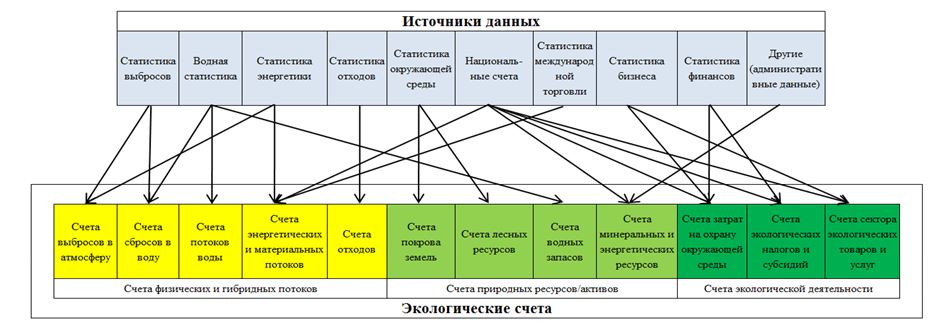 Источники данных
Статистика
выбросов
Водная
статистика
Статистика
энергетики
Статистика
отходов
Статистика
окружающей
среды
Националь-
ные счета
Статистика
международ
ной
торговли
Статистика
бизнеса
Статистика
финансов
Другие
(администрати
вные данные)
Счета
выбросов в
атмосферу
Счета
сбросов в
воду
Счета
потоков
воды
Счета
энергетических
и материальных
потоков
Счета
отходов
Счета
покрова
земель
Счета лесных
ресурсов
Счета
водных
запасов
Счета
минеральных и
энергетических
ресурсов
Счета затрат
на охрану
окружающей
среды
Счета
экологических
налогов и
субсидий
Счета сектора
экологических
товаров и
услуг
Счета физических и гибридных потоков
Счета природных ресурсов/активов
Счета экологической деятельности
Экологические счета